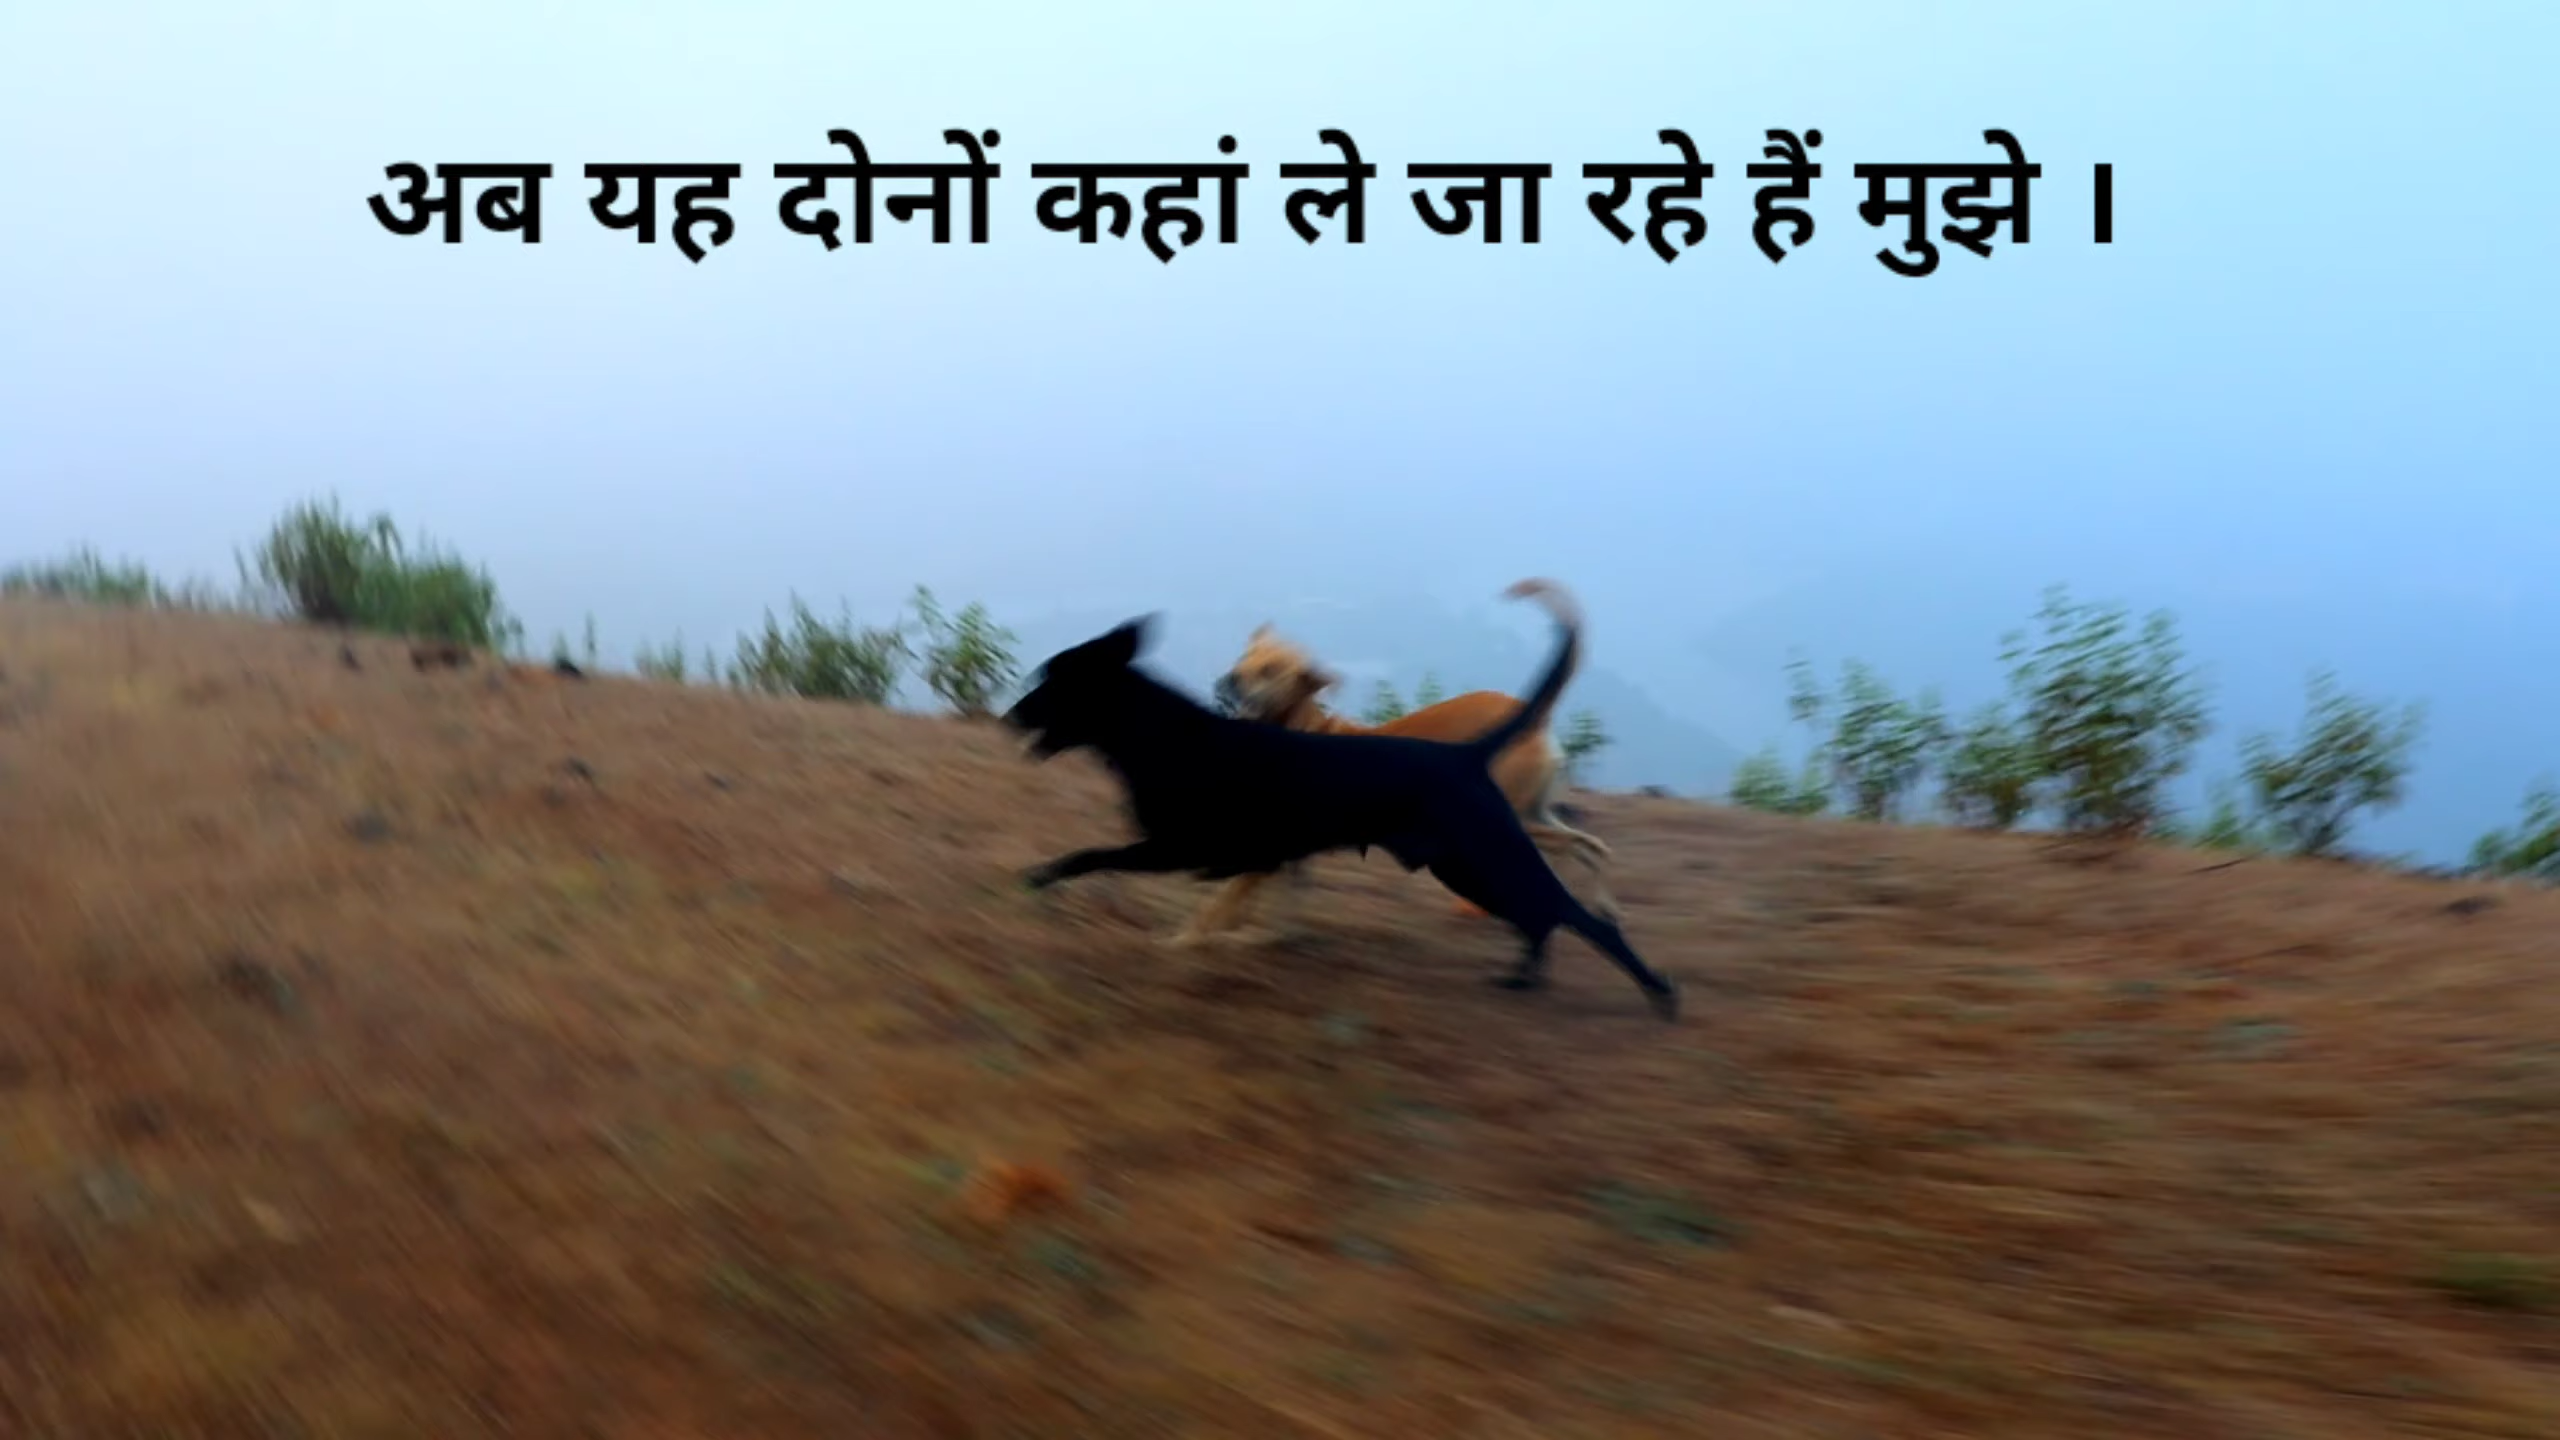 अब यह दोनों कहां ले जा रहे हैं मुझे ।